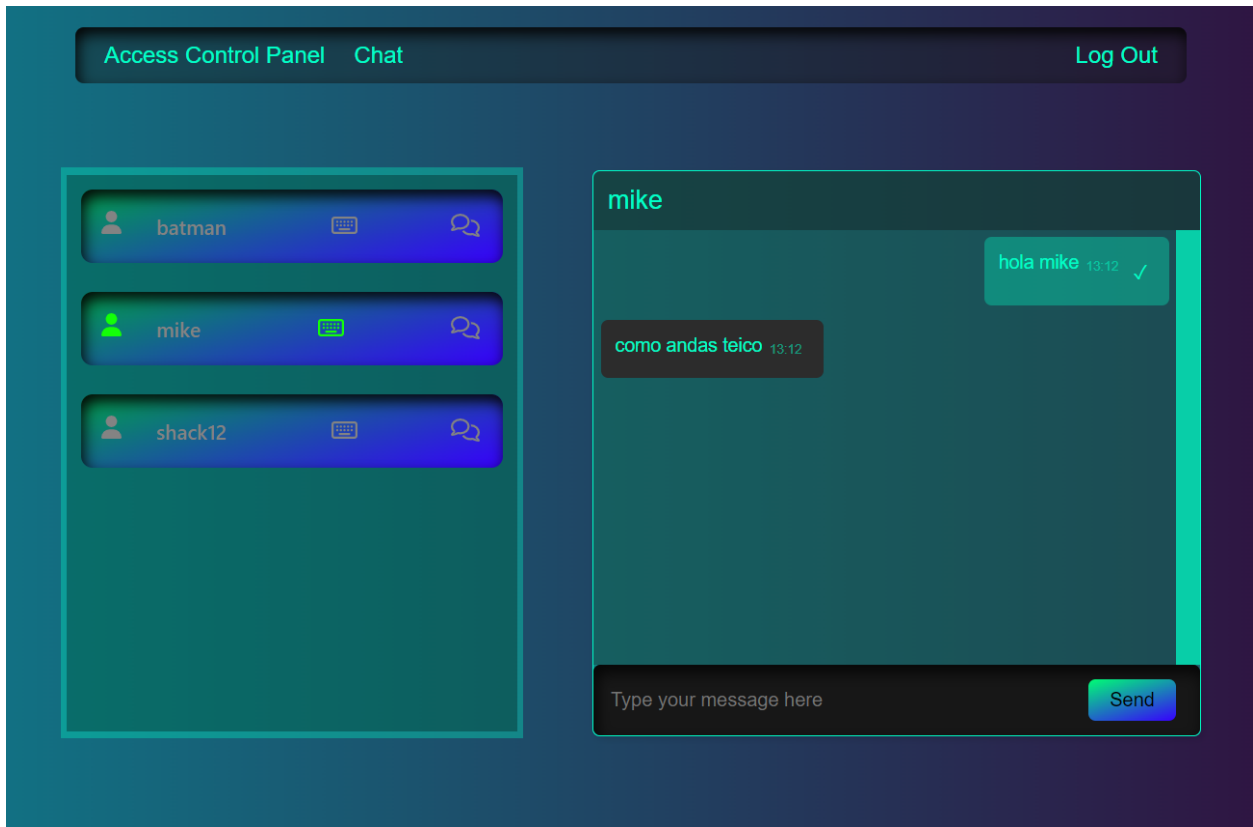 Access Control Panel Chat Log Out
batman
mike
shack12
mike
hola mike 13:12 ✓
como andas teico 13:12
Type your message here Send